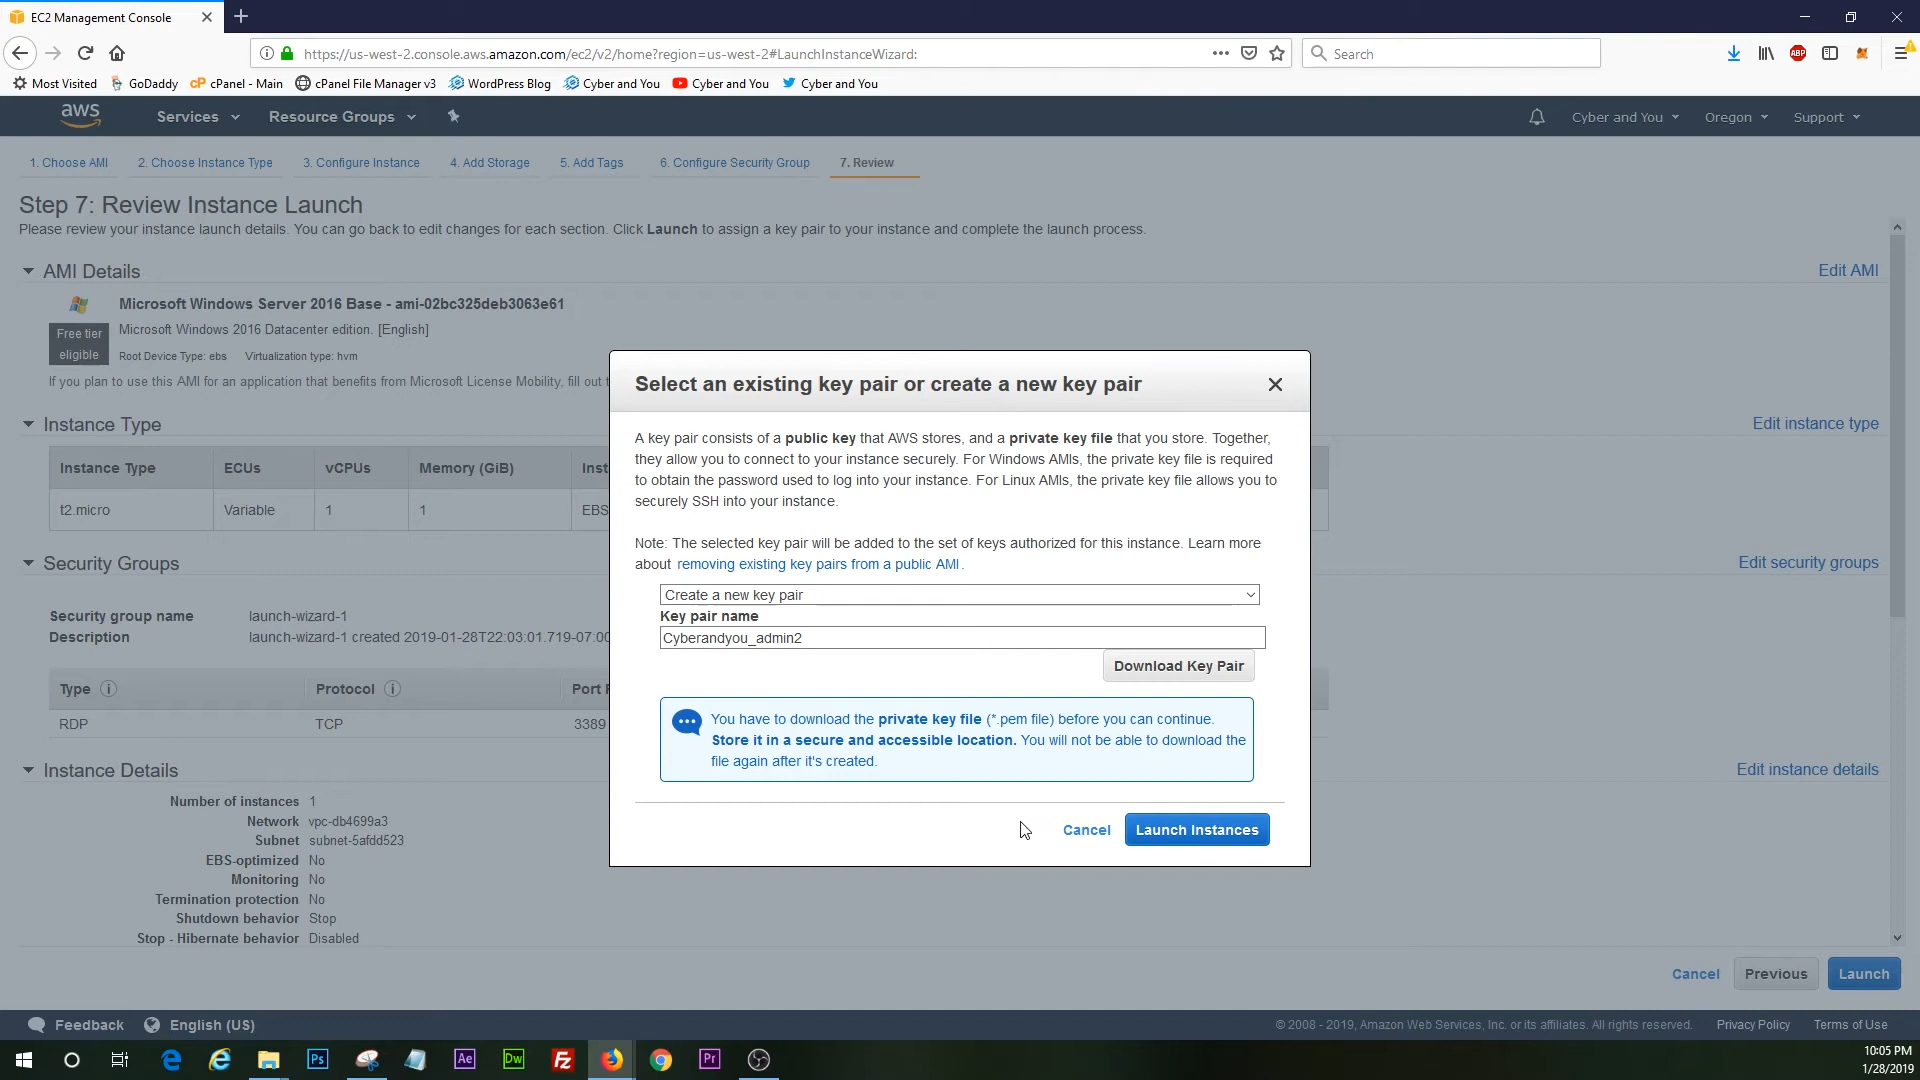 EC2 Management Console
https://us-west-2.console.aws.amazon.com/ec2/v2/home?region=us-west-2#LaunchInstanceWizard:
Search
ABP
Most Visited
GoDaddy
cP cPanel - Main
cPanel File Manager v3
WordPress Blog
Cyber and You
Cyber and You
Cyber and You
aws
Services
Resource Groups
Cyber and You
Oregon
Support
1. Choose AMI
2. Choose Instance Type
3. Configure Instance
4. Add Storage
5. Add Tags
6. Configure Security Group
7. Review
Step 7: Review Instance Launch
Please review your instance launch details. You can go back to edit changes for each section. Click Launch to assign a key pair to your instance and complete the launch process.
AMI Details
Edit AMI
Microsoft Windows Server 2016 Base - ami-02bc325deb3063e61
Free tier
eligible
Microsoft Windows 2016 Datacenter edition. [English]
Root Device Type: ebs Virtualization type: hvm
If you plan to use this AMI for an application that benefits from Microsoft License Mobility, fill out t
Instance Type
Edit instance type
Instance Type
ECUs
vCPUs
Memory (GiB)
Inst
t2.micro
Variable
1
1
EBS
Security Groups
Edit security groups
Security group name launch-wizard-1
Description launch-wizard-1 created 2019-01-28T22:03:01.719-07:00
Type
Protocol
Port
RDP
TCP
3389
Instance Details
Edit instance details
Number of instances 1
Network vpc-db4699a3
Subnet subnet-5afdd523
EBS-optimized No
Monitoring No
Termination protection No
Shutdown behavior Stop
Stop - Hibernate behavior Disabled
Select an existing key pair or create a new key pair
A key pair consists of a public key that AWS stores, and a private key file that you store. Together,
they allow you to connect to your instance securely. For Windows AMIs, the private key file is required
to obtain the password used to log into your instance. For Linux AMIs, the private key file allows you to
securely SSH into your instance.
Note: The selected key pair will be added to the set of keys authorized for this instance. Learn more
about removing existing key pairs from a public AMI.
Create a new key pair
Key pair name
Cyberandyou_admin2
Download Key Pair
You have to download the private key file (*.pem file) before you can continue.
Store it in a secure and accessible location. You will not be able to download the
file again after it's created.
Cancel
Launch Instances
Cancel
Previous
Launch
Feedback
English (US)
© 2008 - 2019, Amazon Web Services, Inc. or its affiliates. All rights reserved.
Privacy Policy
Terms of Use
Ps
Ae
Dw
Fz
Pr
10:05 PM
1/28/2019